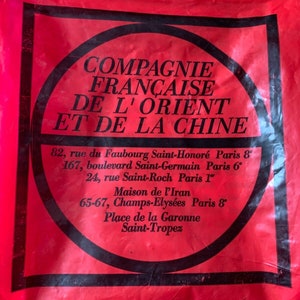 COMPAGNIE
FRANÇAISE
DE L'ORIENT
ET DE LA CHINE
82, rue du Faubourg Saint-Honoré Paris 8e
167, boulevard Saint-Germain Paris 6e
24, rue Saint-Roch Paris 1er
Maison de l'Iran
65-67, Champs-Elysées Paris 8e
Place de la Garonne
Saint-Tropez